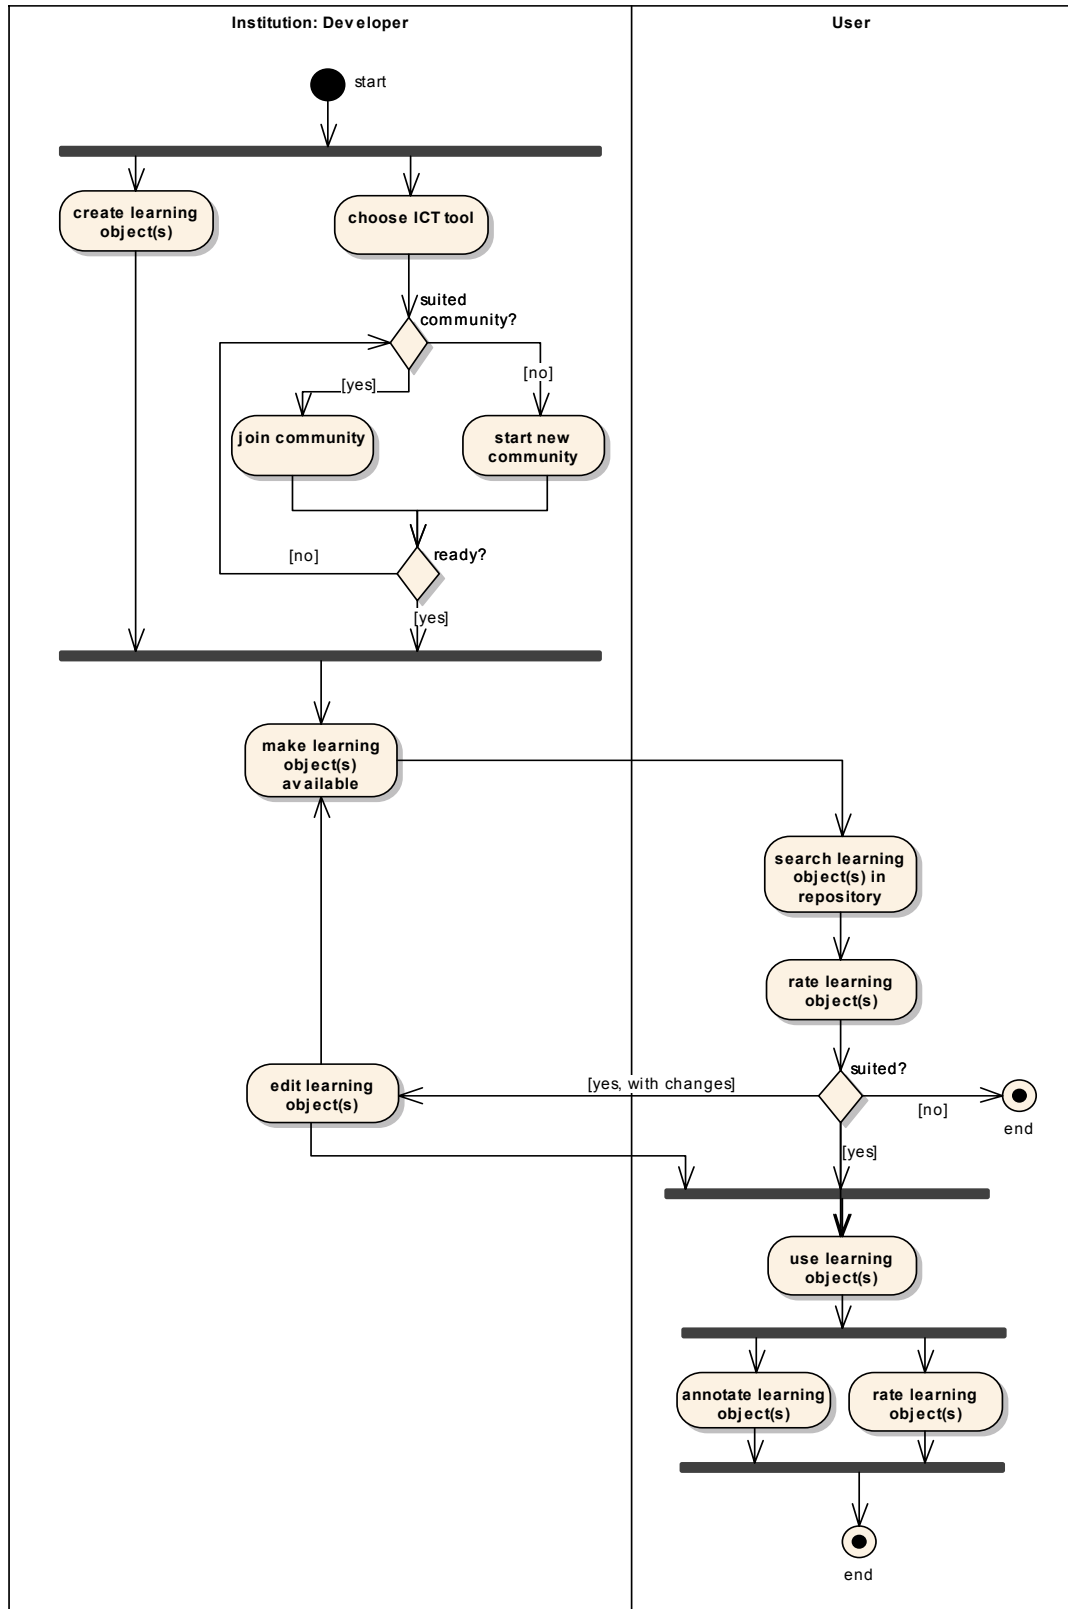 Institution: Developer
User
start
create learning
object(s)
choose ICT tool
suited
community?
[yes]
[no]
join community
start new
community
[no]
ready?
[yes]
make learning
object(s)
available
search learning
object(s) in
repository
rate learning
object(s)
suited?
edit learning
object(s)
[yes, with changes]
[no]
end
[yes]
use learning
object(s)
annotate learning
object(s)
rate learning
object(s)
end